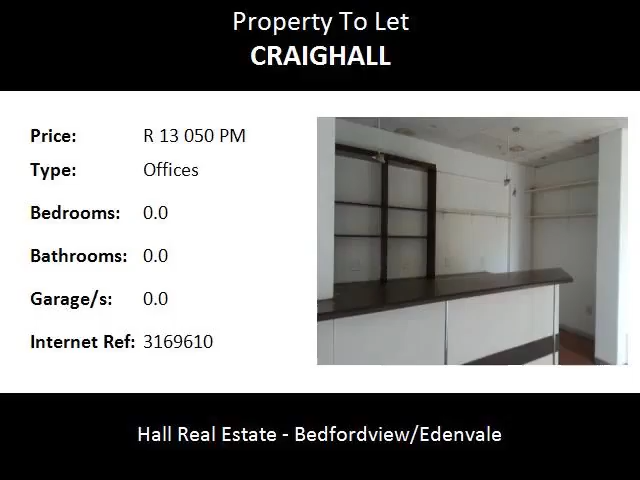 Property To Let
CRAIGHALL
Price: R 13 050 PM
Type: Offices
Bedrooms: 0.0
Bathrooms: 0.0
Garage/s: 0.0
Internet Ref: 3169610
Hall Real Estate - Bedfordview/Edenvale